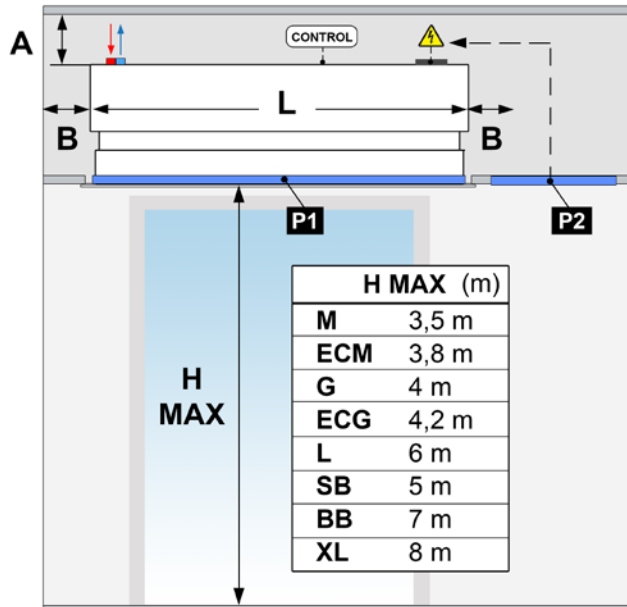 A
CONTROL
B
L
B
P1
P2
H MAX (m)
M 3,5 m
ECM 3,8 m
G 4 m
ECG 4,2 m
L 6 m
SB 5 m
BB 7 m
XL 8 m
H
MAX